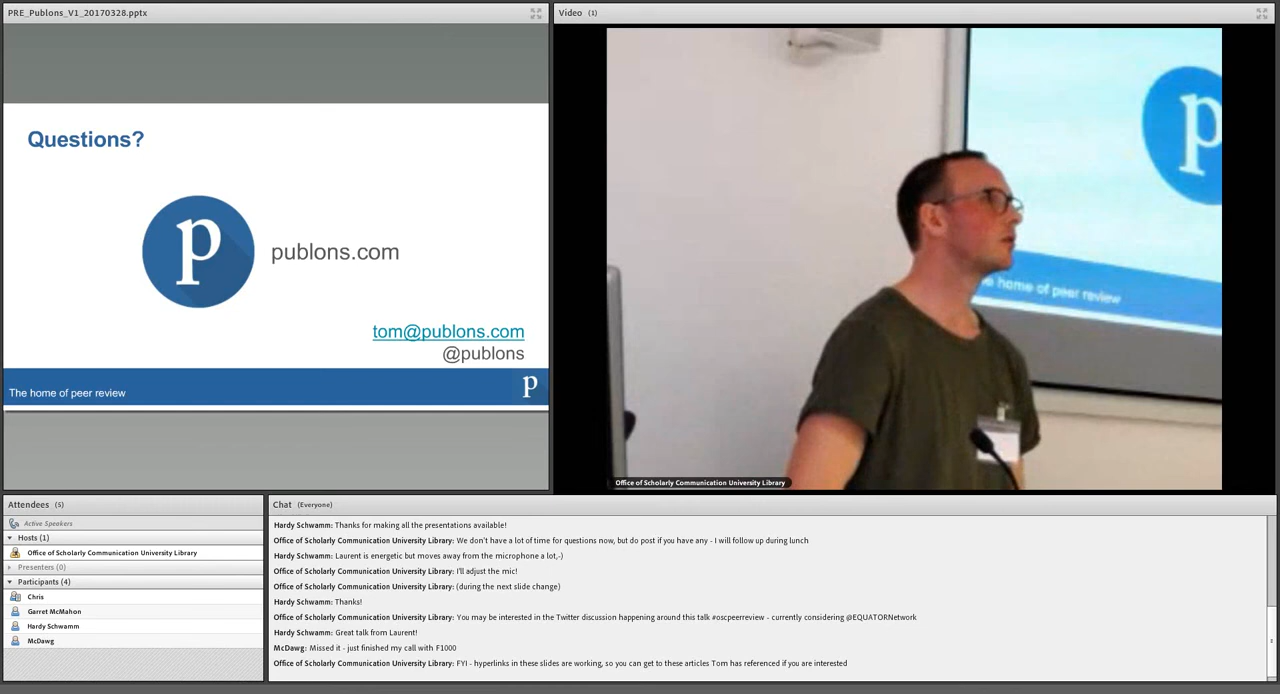 PRE_Publons_V1_20170328.pptx
Questions?
p
publons.com
tom@publons.com
@publons
The home of peer review
p
Video (1)
p
he home of peer review
Office of Scholarly Communication University Library
Attendees (5)
Active Speakers
Hosts (1)
Office of Scholarly Communication University Library
Presenters (0)
Participants (4)
Chris
Garret McMahon
Hardy Schwamm
McDawg
Chat (Everyone)
Hardy Schwamm: Thanks for making all the presentations available!
Office of Scholarly Communication University Library: We don't have a lot of time for questions now, but do post if you have any - I will follow up during lunch
Hardy Schwamm: Laurent is energetic but moves away from the microphone a lot,-)
Office of Scholarly Communication University Library: I'll adjust the mic!
Office of Scholarly Communication University Library: (during the next slide change)
Hardy Schwamm: Thanks!
Office of Scholarly Communication University Library: You may be interested in the Twitter discussion happening around this talk #oscpeerreview - currently considering @EQUATORNetwork
Hardy Schwamm: Great talk from Laurent!
McDawg: Missed it - just finished my call with F1000
Office of Scholarly Communication University Library: FYI - hyperlinks in these slides are working, so you can get to these articles Tom has referenced if you are interested